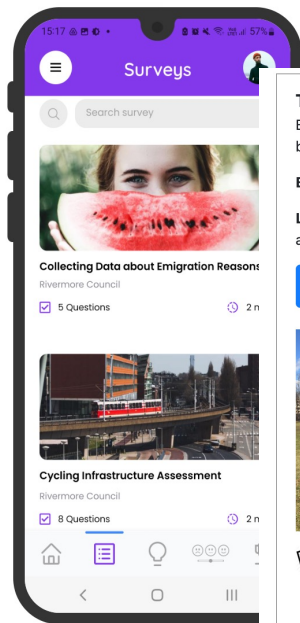 15:17
57%
Surveys
Search survey
Collecting Data about Emigration Reasons
Rivermore Council
5 Questions
2 m
Cycling Infrastructure Assessment
Rivermore Council
8 Questions
2 m